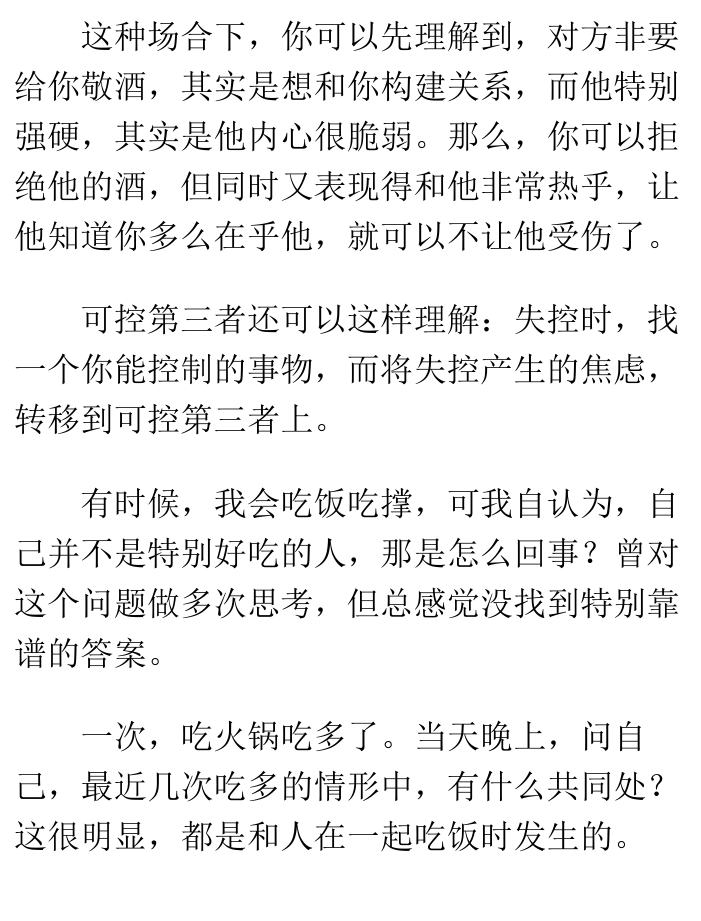 这种场合下，你可以先理解到，对方非要
给你敬酒，其实是想和你构建关系，而他特别
强硬，其实是他内心很脆弱。那么，你可以拒
绝他的酒，但同时又表现得和他非常热乎，让
他知道你多么在乎他，就可以不让他受伤了。
可控第三者还可以这样理解：失控时，找
一个你能控制的事物，而将失控产生的焦虑，
转移到可控第三者上。
有时候，我会吃饭吃撑，可我自认为，自
己并不是特别好吃的人，那是怎么回事？曾对
这个问题做多次思考，但总感觉没找到特别靠
谱的答案。
一次，吃火锅吃多了。当天晚上，问自
己，最近几次吃多的情形中，有什么共同处？
这很明显，都是和人在一起吃饭时发生的。